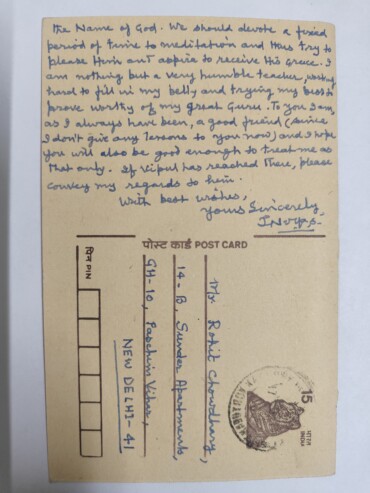 the Name of God. We should devote a fixed
period of time to meditation and thus try to
please Him and aspire to receive His Grace. I
am nothing but a very humble teacher, working
hard to fill in my belly and trying my best to
prove worthy of my great Guru. To you I am,
as I always have been, a good friend (since
I don't give any lessons to you now) and I hope
you will also be good enough to treat me as
that only. If Vipul has reached there, please
convey my regards to him.
With best wishes,
Yours Sincerely,
पोस्ट कार्ड POST CARD
पिन PIN
Mr Rohit Chowdhary,
14-B, Sunder Apartments,
GH-10, Paschim Vihar,
NEW DELHI-41
15
भारत
INDIA